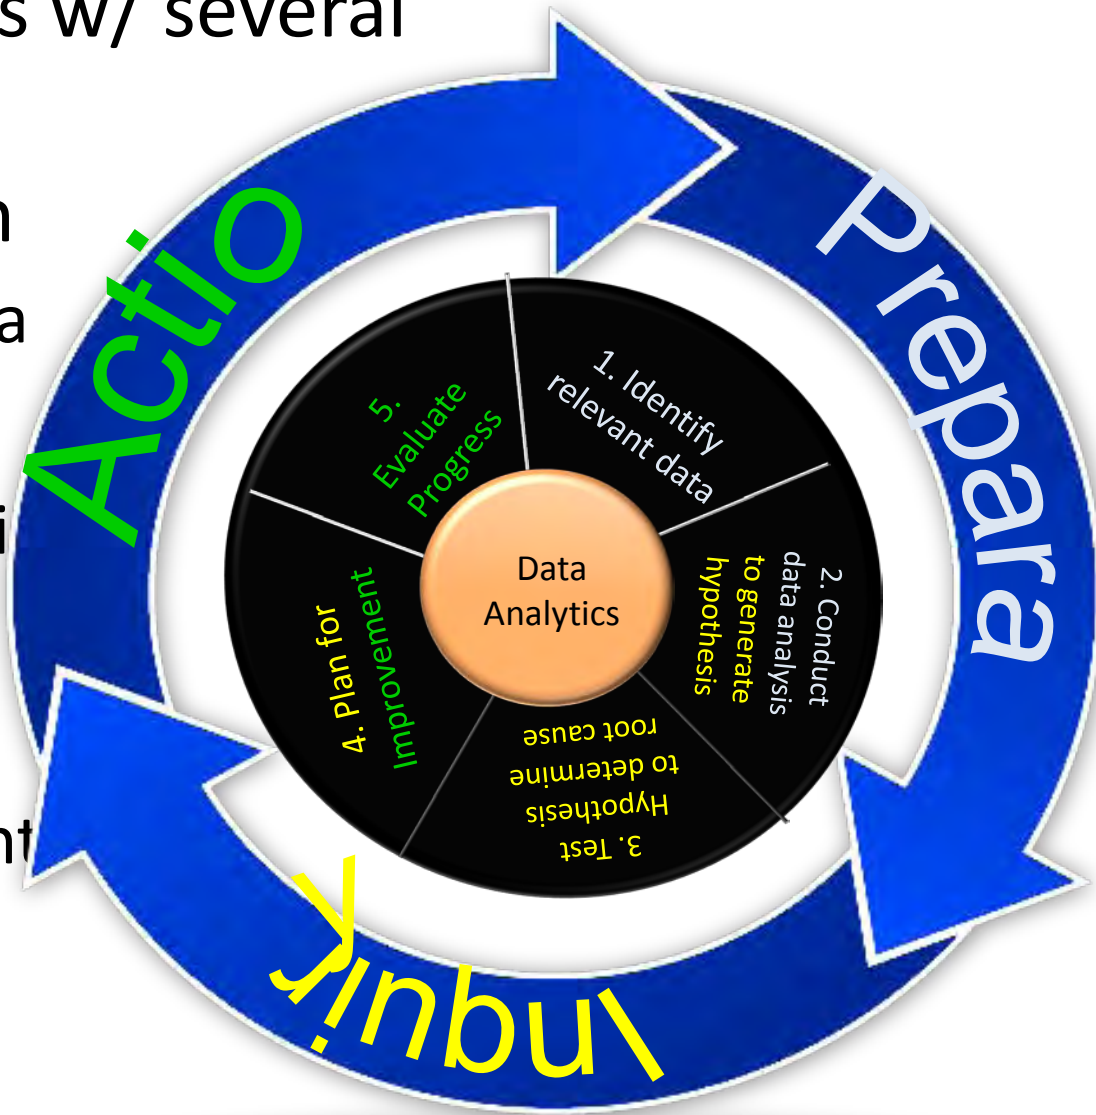 s w/ several
n
a
i
nt
Actio
Prepara
Inquiry
1. Identify
relevant data
2. Conduct
data analysis
to generate
hypothesis
3. Test
Hypothesis
to determine
root cause
4. Plan for
Improvement
5.
Evaluate
Progress
Data
Analytics